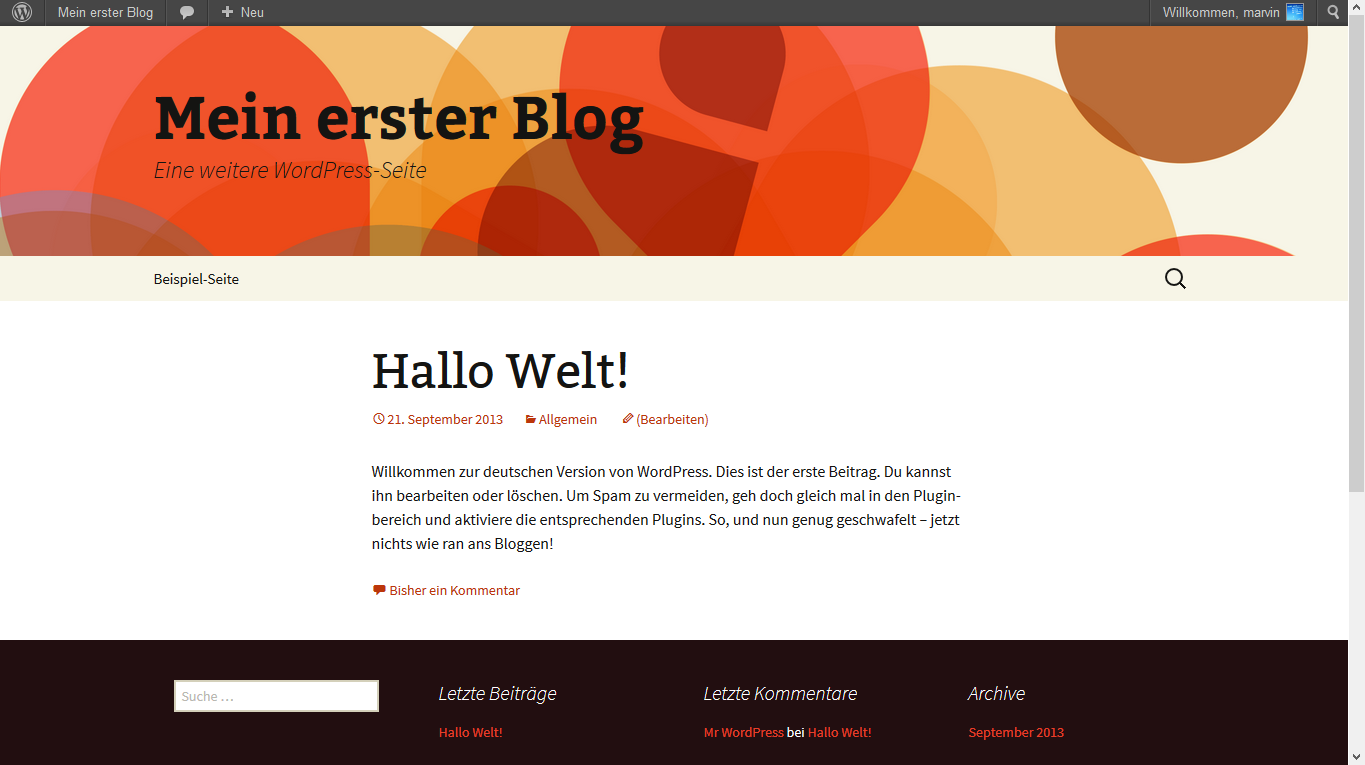 Mein erster Blog Neu Willkommen, marvin
Mein erster Blog
Eine weitere WordPress-Seite
Beispiel-Seite
Hallo Welt!
21. September 2013 Allgemein (Bearbeiten)
Willkommen zur deutschen Version von WordPress. Dies ist der erste Beitrag. Du kannst
ihn bearbeiten oder löschen. Um Spam zu vermeiden, geh doch gleich mal in den Plugin-
bereich und aktiviere die entsprechenden Plugins. So, und nun genug geschwafelt – jetzt
nichts wie ran ans Bloggen!
Bisher ein Kommentar
Suche …
Letzte Beiträge
Hallo Welt!
Letzte Kommentare
Mr WordPress bei Hallo Welt!
Archive
September 2013